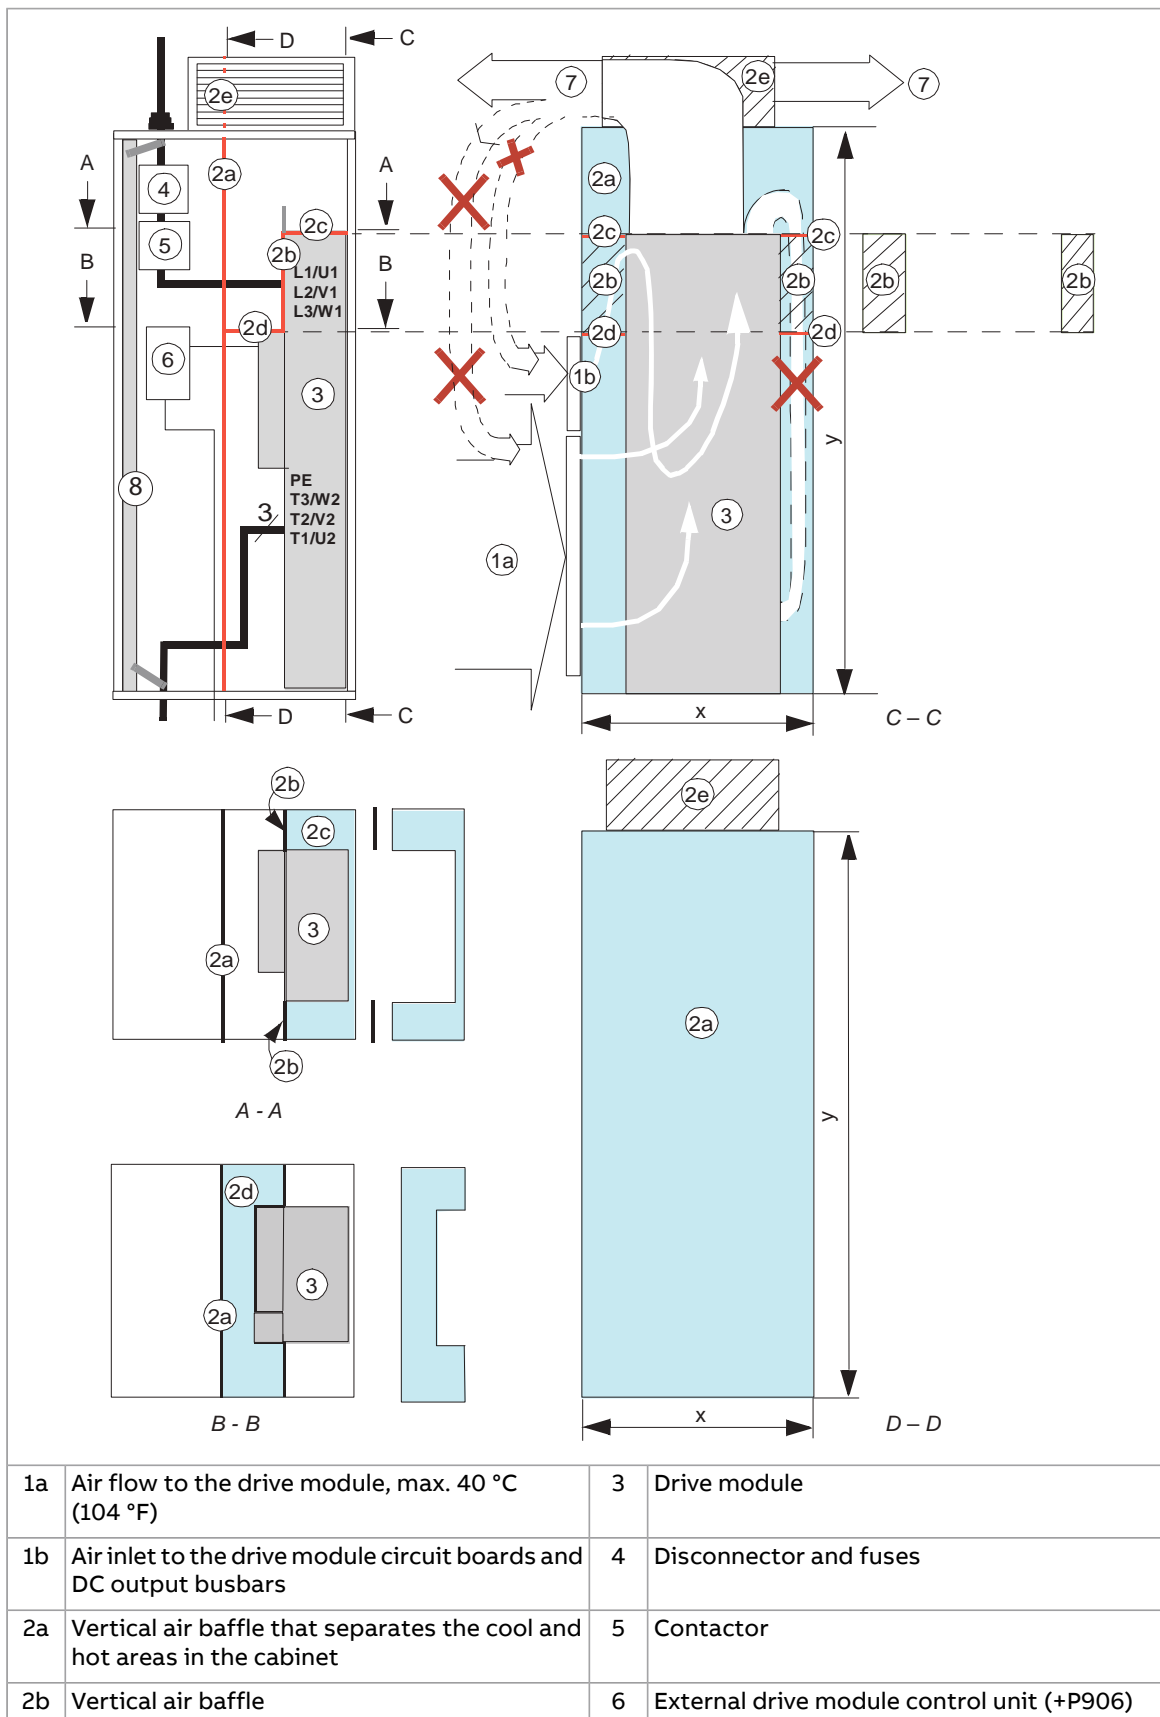 D
C
2e
7
2e
7
A
2a
A
2a
4
2c
2c
2c
5
2b
B
B
L1/U1
L2/V1
L3/W1
2b
2b
2b
2b
2d
2d
2d
6
1b
3
y
8
PE
T3/W2
T2/V2
T1/U2
3
3
1a
D
C
x
C – C
2b
2e
2c
3
2a
2a
2b
A - A
y
2d
3
2a
B - B
x
D – D
1a Air flow to the drive module, max. 40 °C
(104 °F)
3 Drive module
1b Air inlet to the drive module circuit boards and
DC output busbars
4 Disconnector and fuses
2a Vertical air baffle that separates the cool and
hot areas in the cabinet
5 Contactor
2b Vertical air baffle
6 External drive module control unit (+P906)